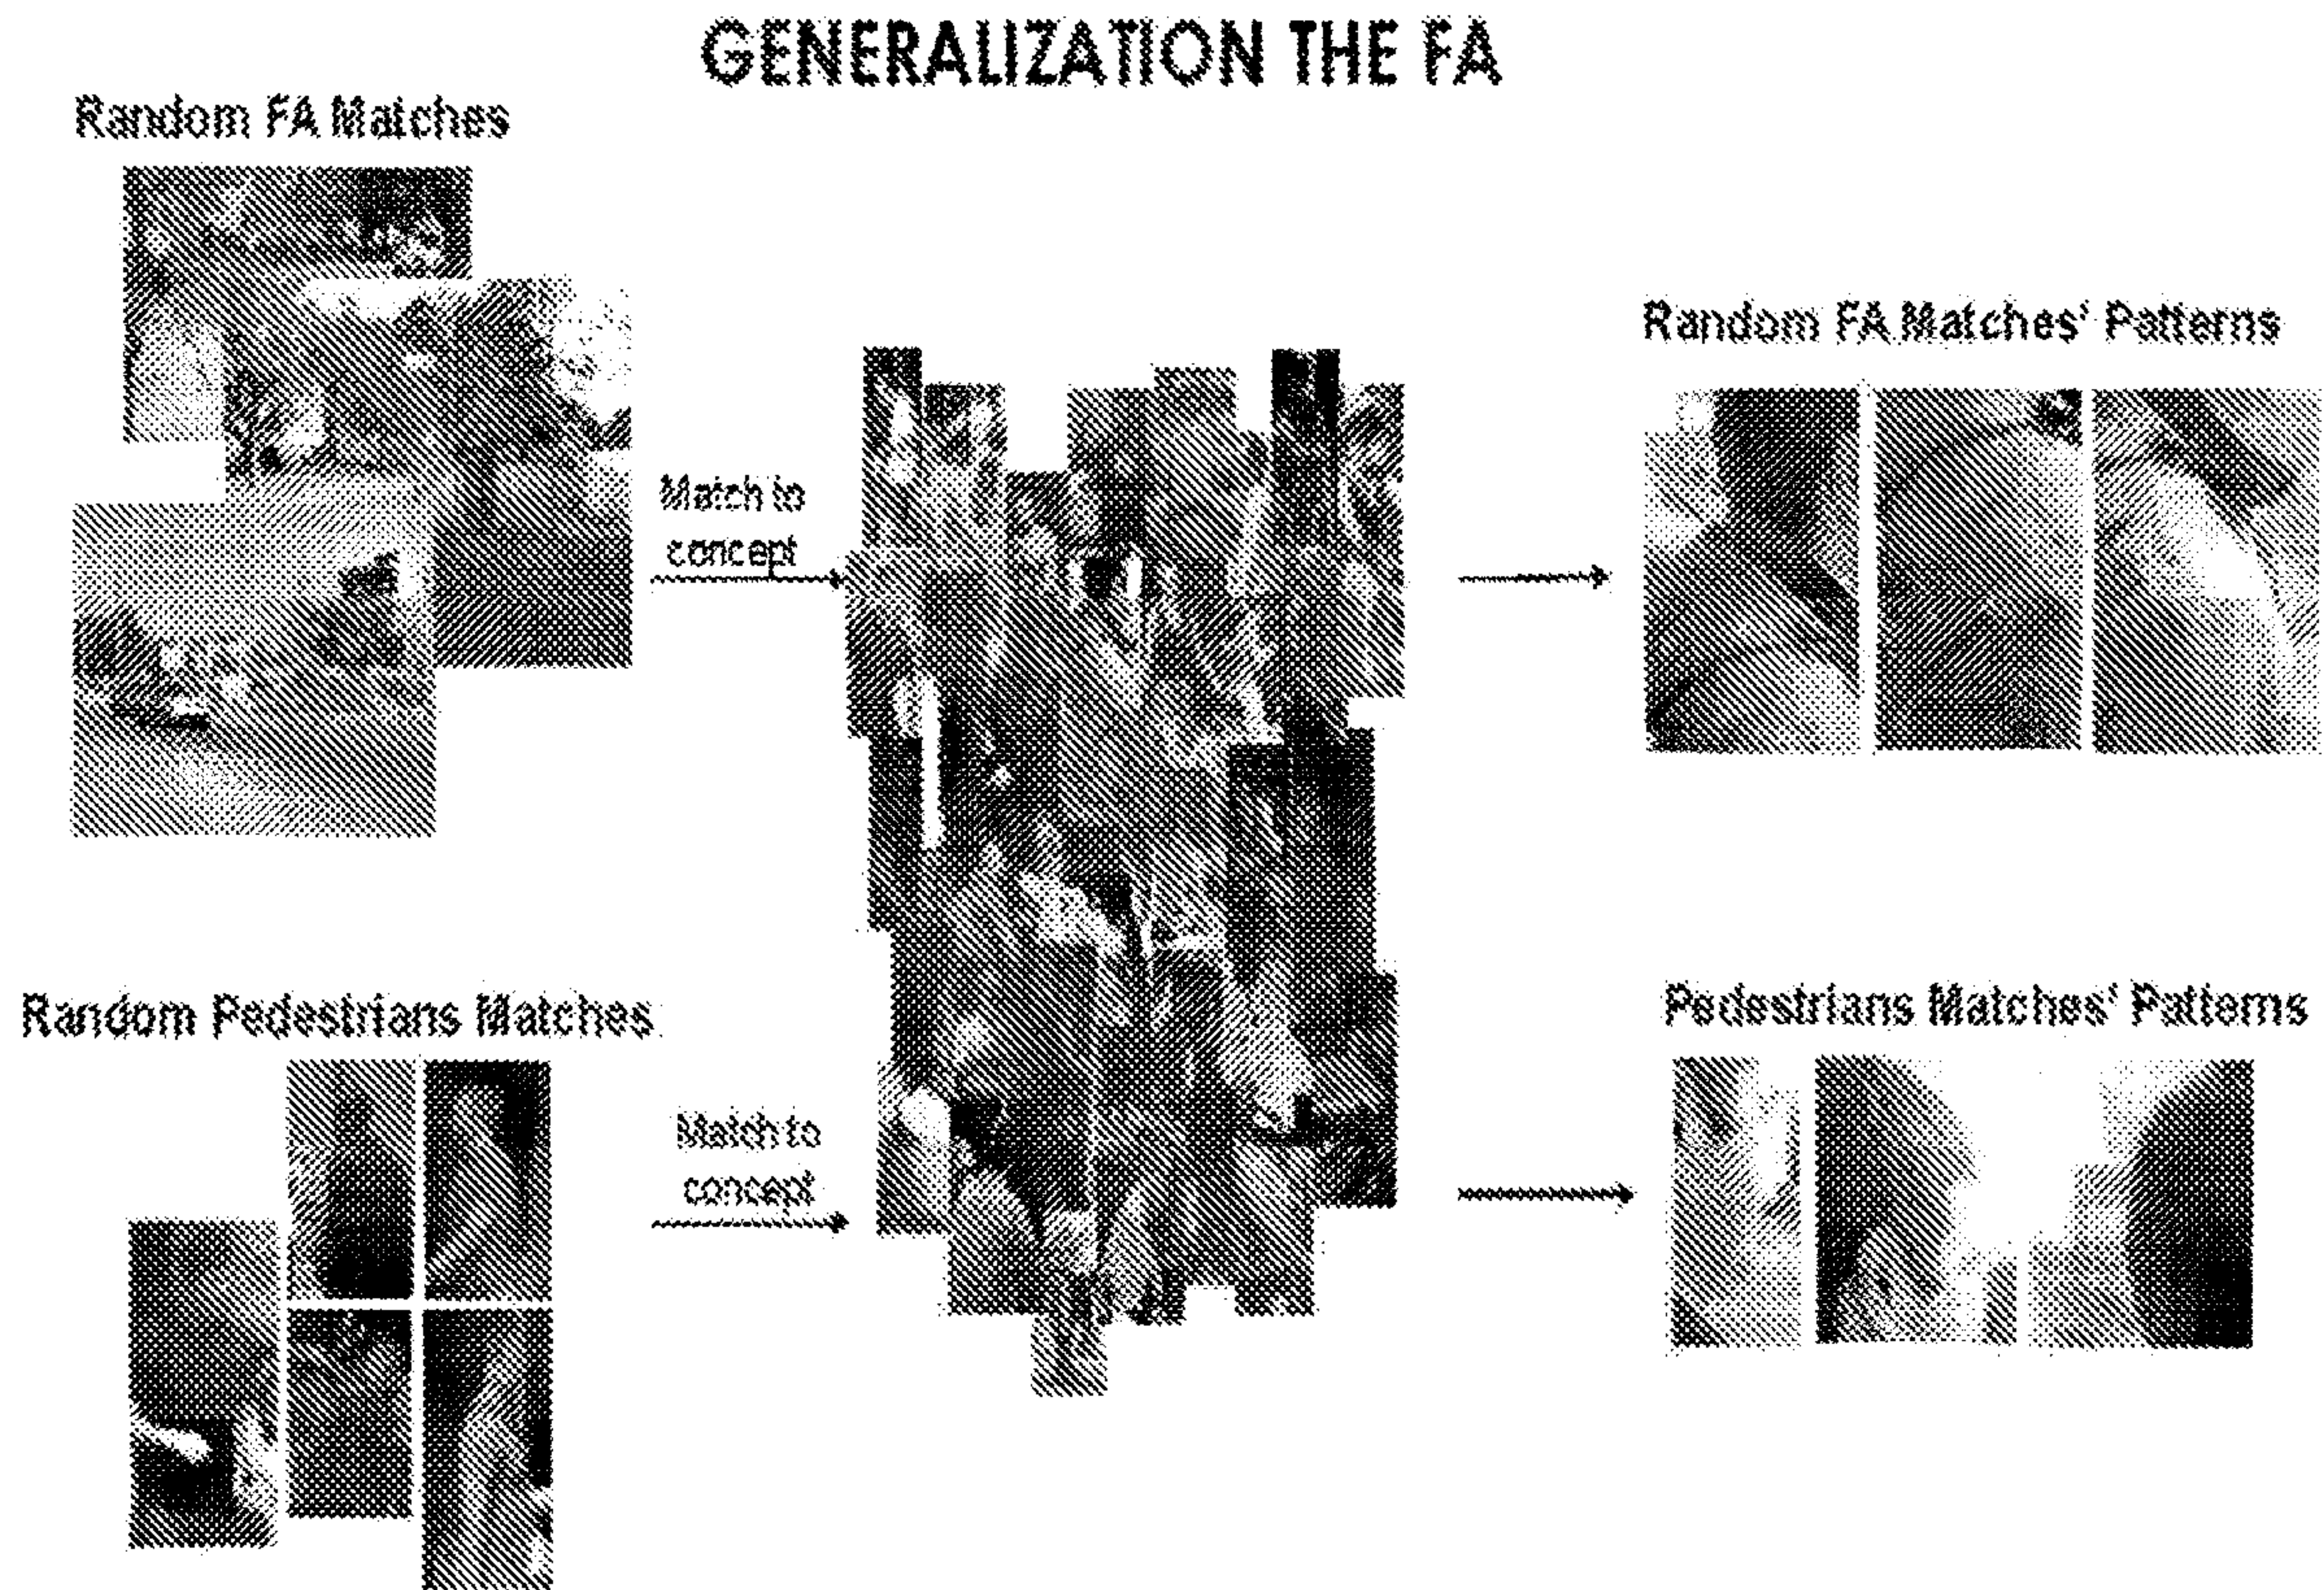 GENERALIZATION THE FA
Random FA Matches
Match to
concept
Random FA Matches' Patterns
Random Pedestrians Matches
Match to
concept
Pedestrians Matches' Patterns